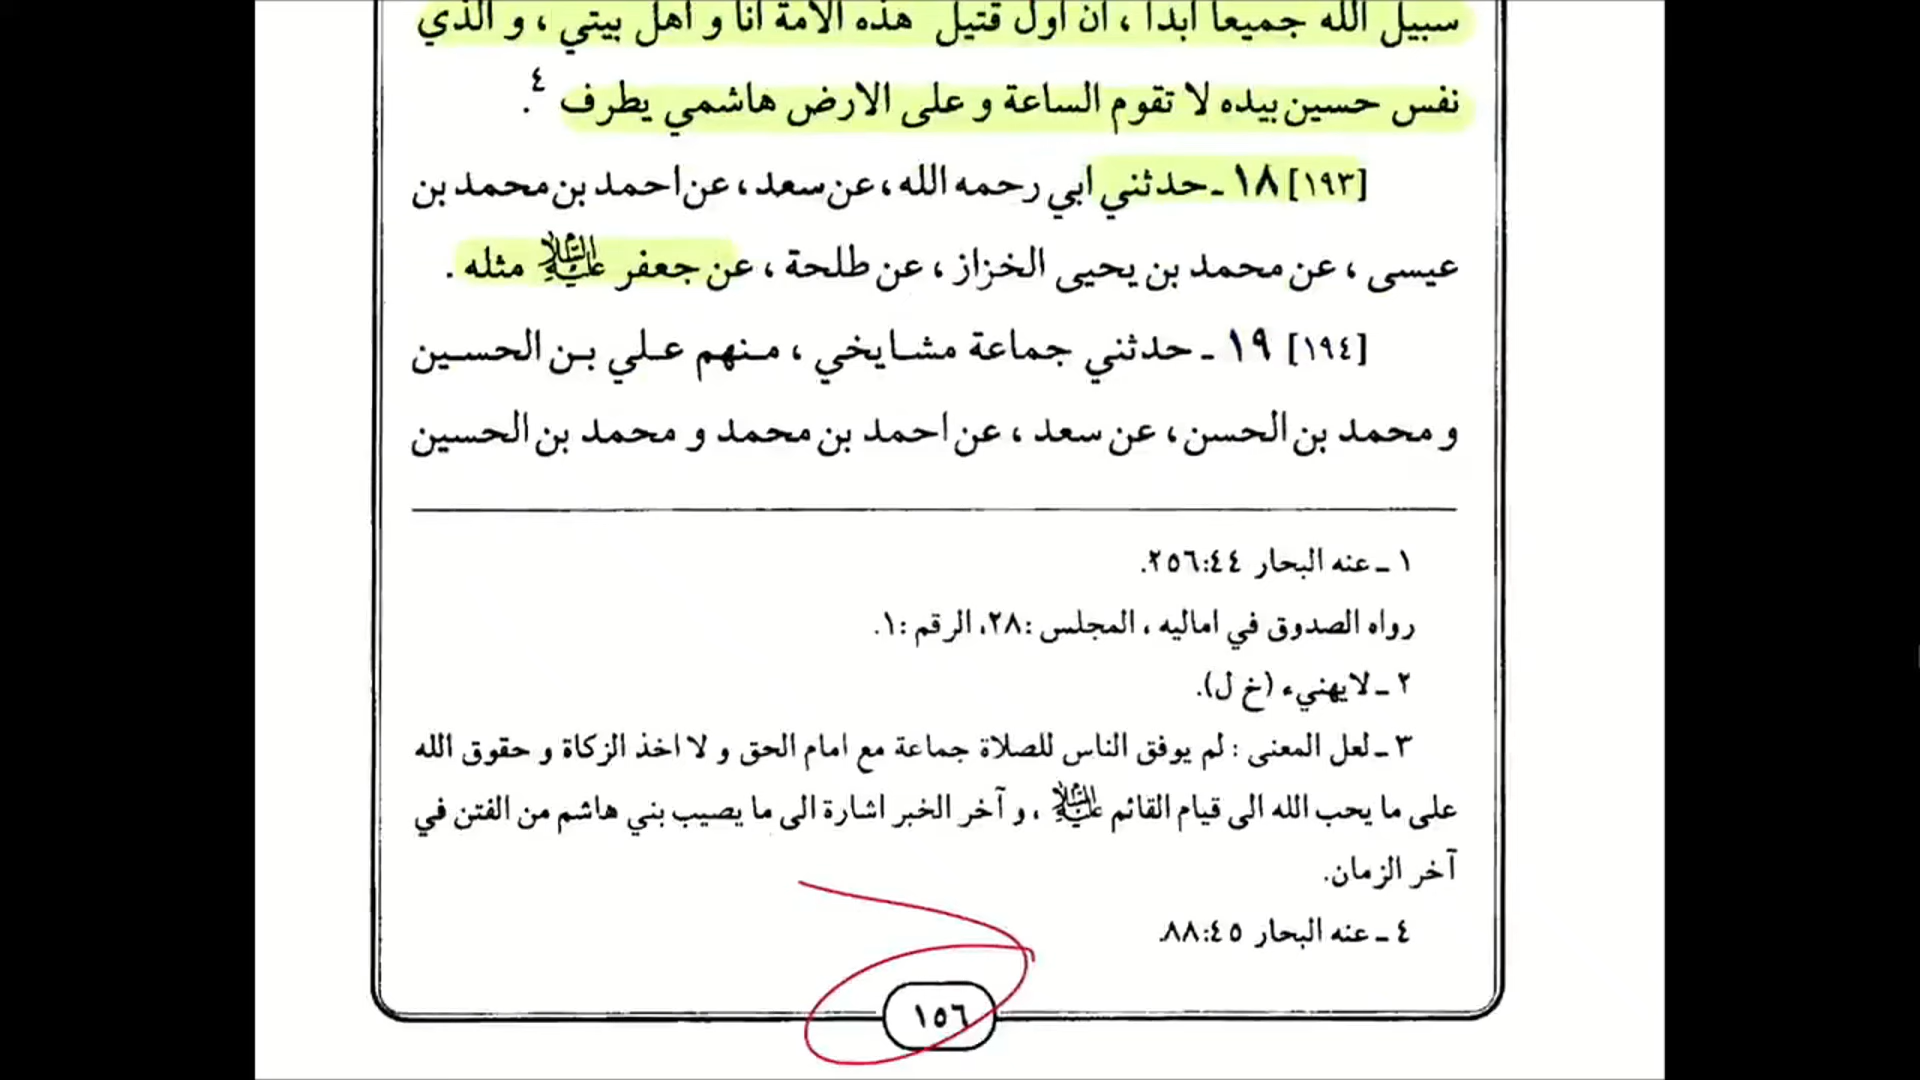 سبيل الله جميعا ابدا ، ان اول قتيل هذه الامة انا و اهل بيتي ، و الذي
نفس حسين بيده لا تقوم الساعة و على الارض هاشمي يطرف ٤.
[١٩٣] ١٨ ـ حدثني ابي رحمه الله ، عن سعد ، عن احمد بن محمد بن
عيسى ، عن محمد بن يحيى الخزاز ، عن طلحة ، عن جعفر عليه السلام مثله .
[١٩٤] ١٩ ـ حدثني جماعة مشايخي ، منهم علي بن الحسين
و محمد بن الحسن ، عن سعد ، عن احمد بن محمد و محمد بن الحسين
١ ـ عنه البحار ٢٥٦:٤٤.
رواه الصدوق في اماليه ، المجلس :٢٨، الرقم :١.
٢ ـ لايهنيء (خ ل).
٣ ـ لعل المعنى : لم يوفق الناس للصلاة جماعة مع امام الحق و لا اخذ الزكاة و حقوق الله
على ما يحب الله الى قيام القائم عليه السلام ، و آخر الخبر اشارة الى ما يصيب بني هاشم من الفتن في
آخر الزمان.
٤ ـ عنه البحار ٨٨:٤٥.
١٥٦